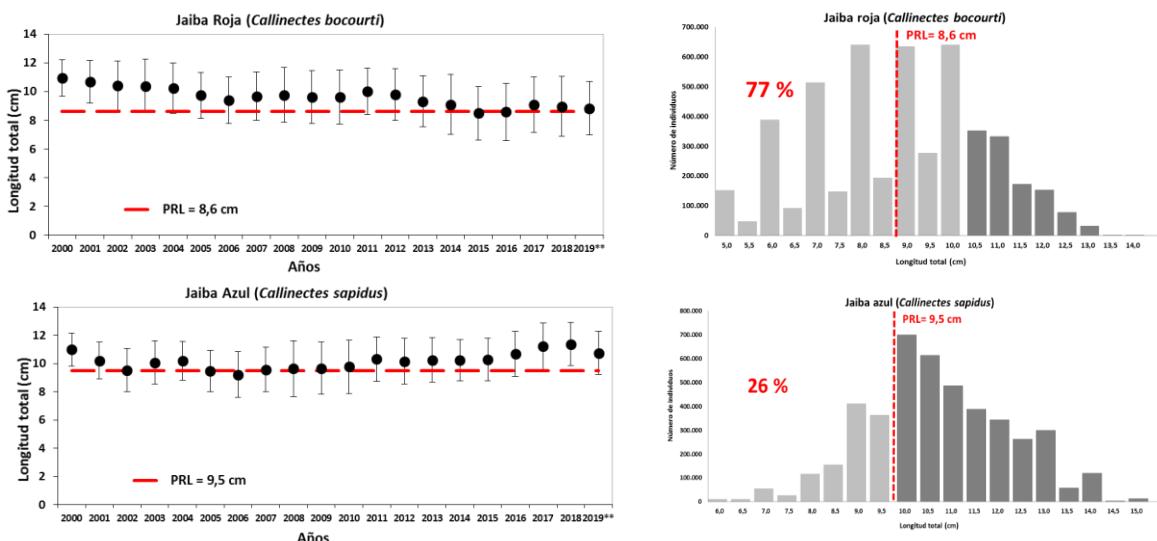 Jaiba Roja (Callinectes bocourti)
14
12
10
8
6
4
2
0
Longitud total (cm)
PRL = 8,6 cm
2000 2001 2002 2003 2004 2005 2006 2007 2008 2009 2010 2011 2012 2013 2014 2015 2016 2017 2018 2019**
Años
Jaiba Azul (Callinectes sapidus)
14
12
10
8
6
4
2
0
Longitud total (cm)
PRL = 9,5 cm
2000 2001 2002 2003 2004 2005 2006 2007 2008 2009 2010 2011 2012 2013 2014 2015 2016 2017 2018 2019**
Años
Jaiba roja (Callinectes bocourti)
PRL= 8,6 cm
77 %
700.000
600.000
500.000
400.000
300.000
200.000
100.000
0
Número de individuos
5,0 5,5 6,0 6,5 7,0 7,5 8,0 8,5 9,0 9,5 10,0 10,5 11,0 11,5 12,0 12,5 13,0 13,5 14,0
Longitud total (cm)
Jaiba azul (Callinectes sapidus)
PRL= 9,5 cm
26 %
800.000
700.000
600.000
500.000
400.000
300.000
200.000
100.000
0
Número de individuos
6,0 6,5 7,0 7,5 8,0 8,5 9,0 9,5 10,0 10,5 11,0 11,5 12,0 12,5 13,0 13,5 14,0 14,5 15,0
Longitud total (cm)